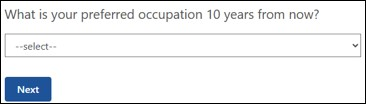 What is your preferred occupation 10 years from now?
--select--
Next